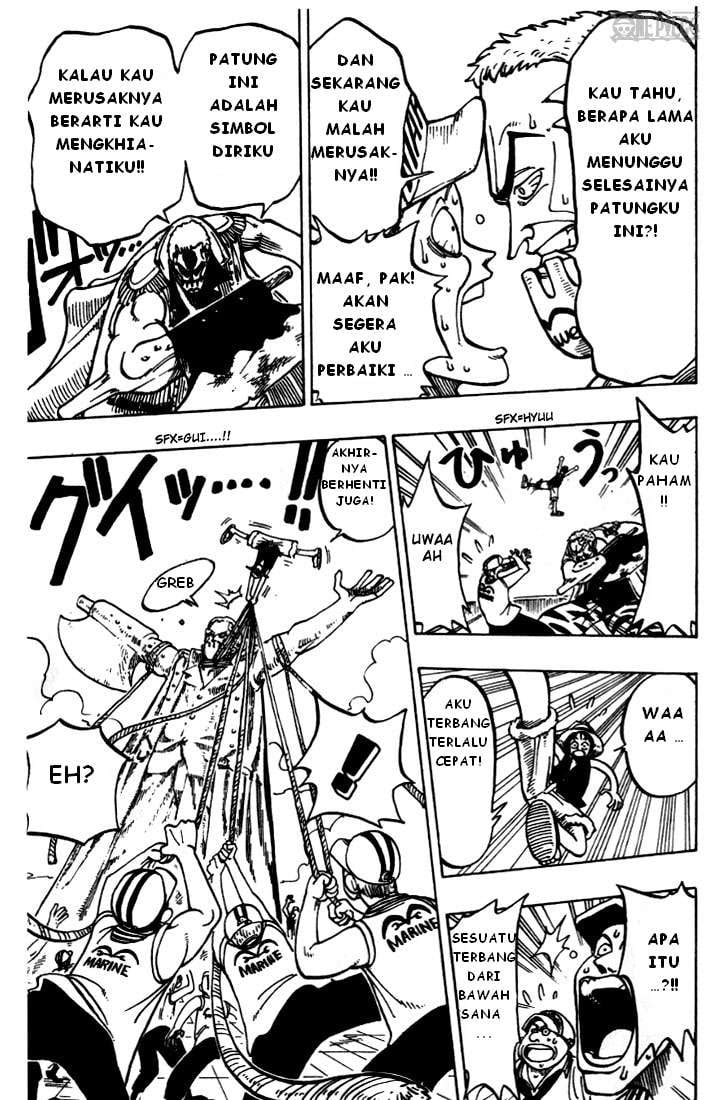 ONE PIECE
KAU TAHU,
BERAPA LAMA
AKU
MENUNGGU
SELESAINYA
PATUNGKU
INI?!
DAN
SEKARANG
KAU
MALAH
MERUSAK-
NYA!!
MAAF, PAK!
AKAN
SEGERA
AKU
PERBAIKI ...
PATUNG
INI
ADALAH
SIMBOL
DIRIKU
KALAU KAU
MERUSAKNYA
BERARTI KAU
MENGKHIA-
NATIKU!!
SFX=HYUU
ひゅうっ
KAU
PAHAM
!!
UWAA
AH
WAA
AA ...
AKU
TERBANG
TERLALU
CEPAT!
APA
ITU
...?!!
SESUATU
TERBANG
DARI
BAWAH
SANA
...
SFX=GUI....!!
グイッ....!!
AKHIR-
NYA
BERHENTI
JUGA!
GREB
!
EH?
MARINE
MARINE
MARINE